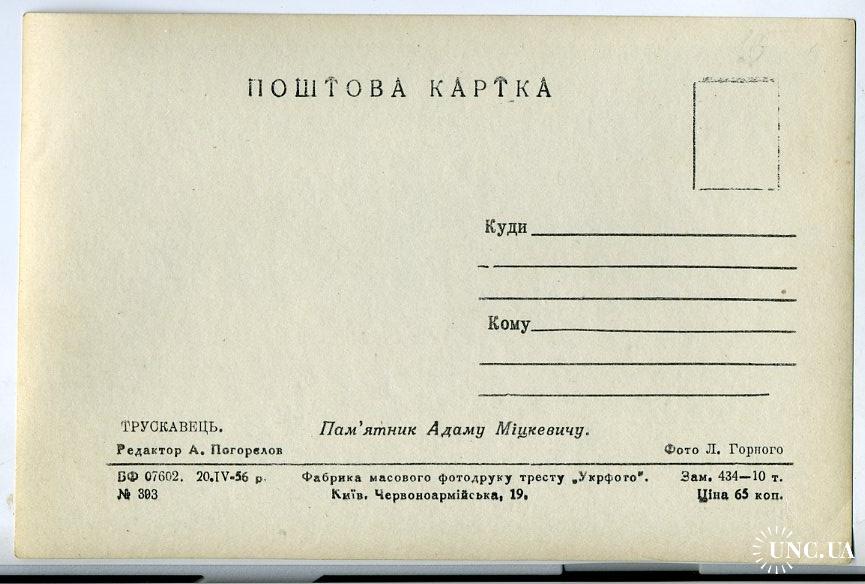 ПОШТОВА КАРТКА
Куди
Кому
ТРУСКАВЕЦЬ. Пам'ятник Адаму Міцкевичу.
Редактор А. Погорелов Фото Л. Горного
БФ 07602. 20.IV-56 р. Фабрика масового фотодруку тресту „Укрфото". Зам. 434—10 т.
№ 393 Київ. Червоноармійська, 19. Ціна 65 коп.
UNC.UA